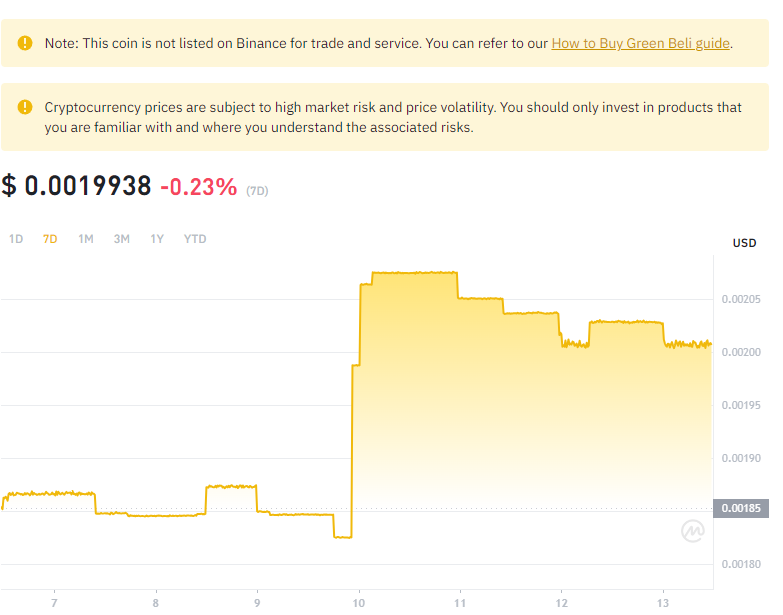 Note: This coin is not listed on Binance for trade and service. You can refer to our How to Buy Green Beli guide.
Cryptocurrency prices are subject to high market risk and price volatility. You should only invest in products that
you are familiar with and where you understand the associated risks.
$ 0.0019938 -0.23% (7D)
1D 7D 1M 3M 1Y YTD
USD
0.00205
0.00200
0.00195
0.00190
0.00185
0.00180
7 8 9 10 11 12 13